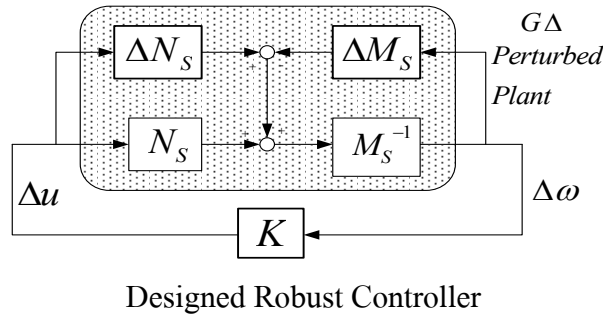 GΔ
Perturbed
Plant
ΔN_S
ΔM_S
+
-
N_S
+
+
M_S^{-1}
Δu
Δω
K
Designed Robust Controller